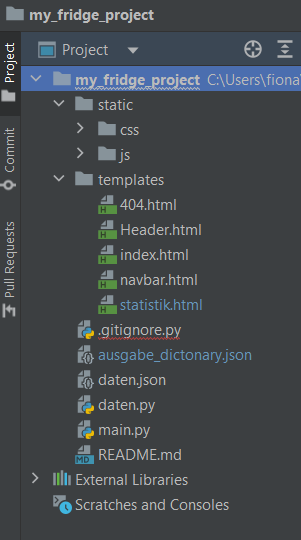 my_fridge_project
Project
Project
my_fridge_project C:\Users\fiona
static
css
js
templates
404.html
Header.html
index.html
navbar.html
statistik.html
.gitignore.py
ausgabe_dictonary.json
daten.json
daten.py
main.py
README.md
External Libraries
Scratches and Consoles
Commit
Pull Requests